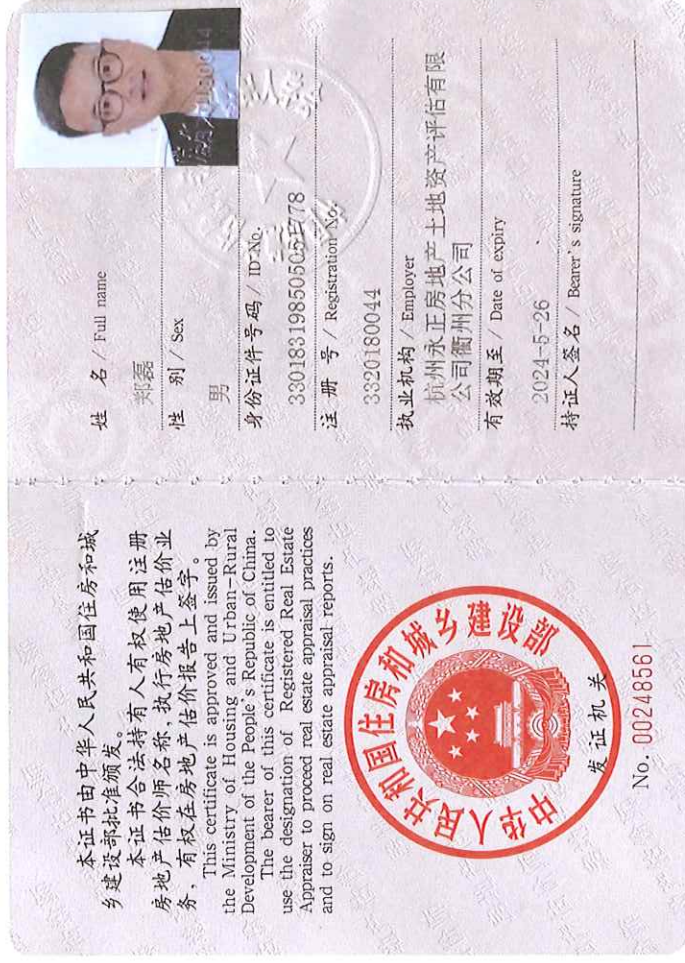 本证书由中华人民共和国住房和城
乡建设部批准颁发。
本证书合法持有人有权使用注册
房地产估价师名称，执行房地产估价业
务，有权在房地产估价报告上签字。
This certificate is approved and issued by
the Ministry of Housing and Urban-Rural
Development of the People's Republic of China.
The bearer of this certificate is entitled to
use the designation of Registered Real Estate
Appraiser to proceed real estate appraisal practices
and to sign on real estate appraisal reports.
中华人民共和国住房和城乡建设部
发证机关
No. 00248561
姓 名 / Full name
郑磊
性 别 / Sex
男
身份证件号码 / ID No.
330183198505051778
注 册 号 / Registration No.
3320180044
执业机构 / Employer
杭州永正房地产土地资产评估有限
公司衢州分公司
有效期至 / Date of expiry
2024-5-26
持证人签名 / Bearer's signature